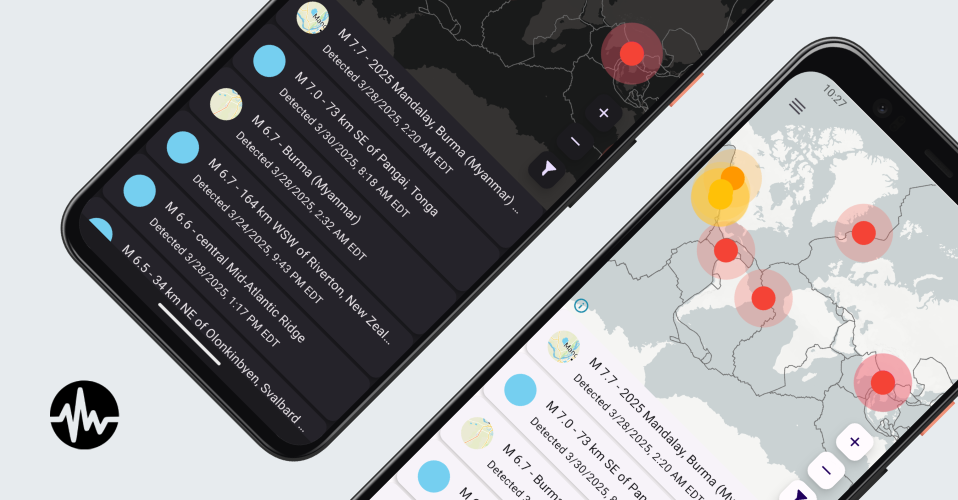 M 7.7 - 2025 Mandalay, Burma (Myanmar) ...
Detected 3/28/2025, 2:20 AM EDT
M 7.0 - 73 km SE of Pangai, Tonga
Detected 3/30/2025, 8:18 AM EDT
M 6.7 - Burma (Myanmar)
Detected 3/28/2025, 2:32 AM EDT
M 6.7 - 164 km WSW of Riverton, New Zeal...
Detected 3/24/2025, 9:43 PM EDT
M 6.6 - central Mid-Atlantic Ridge
Detected 3/28/2025, 1:17 PM EDT
M 6.5 - 34 km NE of Olonkinbyen, Svalbard ...
10:27
M 7.7 - 2025 Mandalay, Burma (My
Detected 3/28/2025, 2:20 AM EDT
M 7.0 - 73 km SE of Pan
Detected 3/30/2025, 8
M 6.7 - Burma
Detected 3/28
M 6